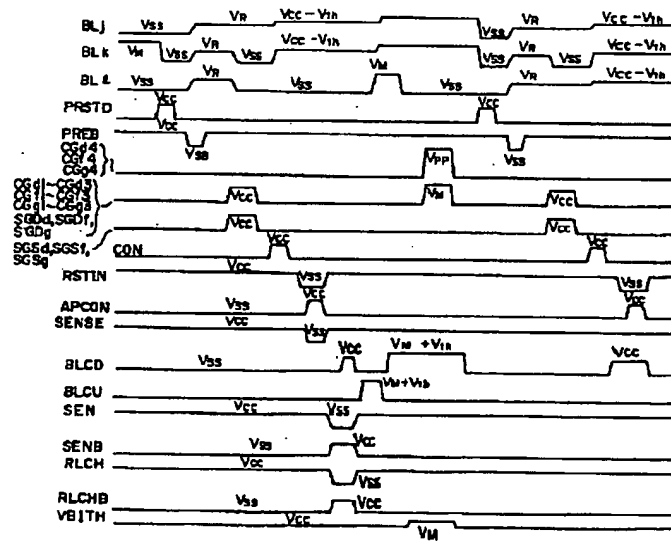 BLj VSS VR VCC-Vth VSS VR VCC-Vth
BLk VM VSS VR VSS VCC-Vth VSS VR VSS VCC-Vth
BLℓ VSS VR VSS VM VSS VR VCC-Vth
PRSTD VCC VCC
PREB VCC VSS VSS
CGd4
CGf4
CGg4 VPP
CGd1~CGd3
CGf1~CGf3
CGg1~CGg3 VCC VM VCC
SGDd,SGDf,
SGDg VCC VCC
SGSd,SGSf,
SGSg
CON VCC VCC
RSTIN VCC VSS VSS
APCON VSS VCC VCC
SENSE VCC VSS
BLCD VSS VCC VM+Vth VCC
BLCU VM+Vth
SEN VCC VSS
SENB VSS VCC
RLCH VCC VSS
RLCHB VSS VCC
VBITH VCC VM